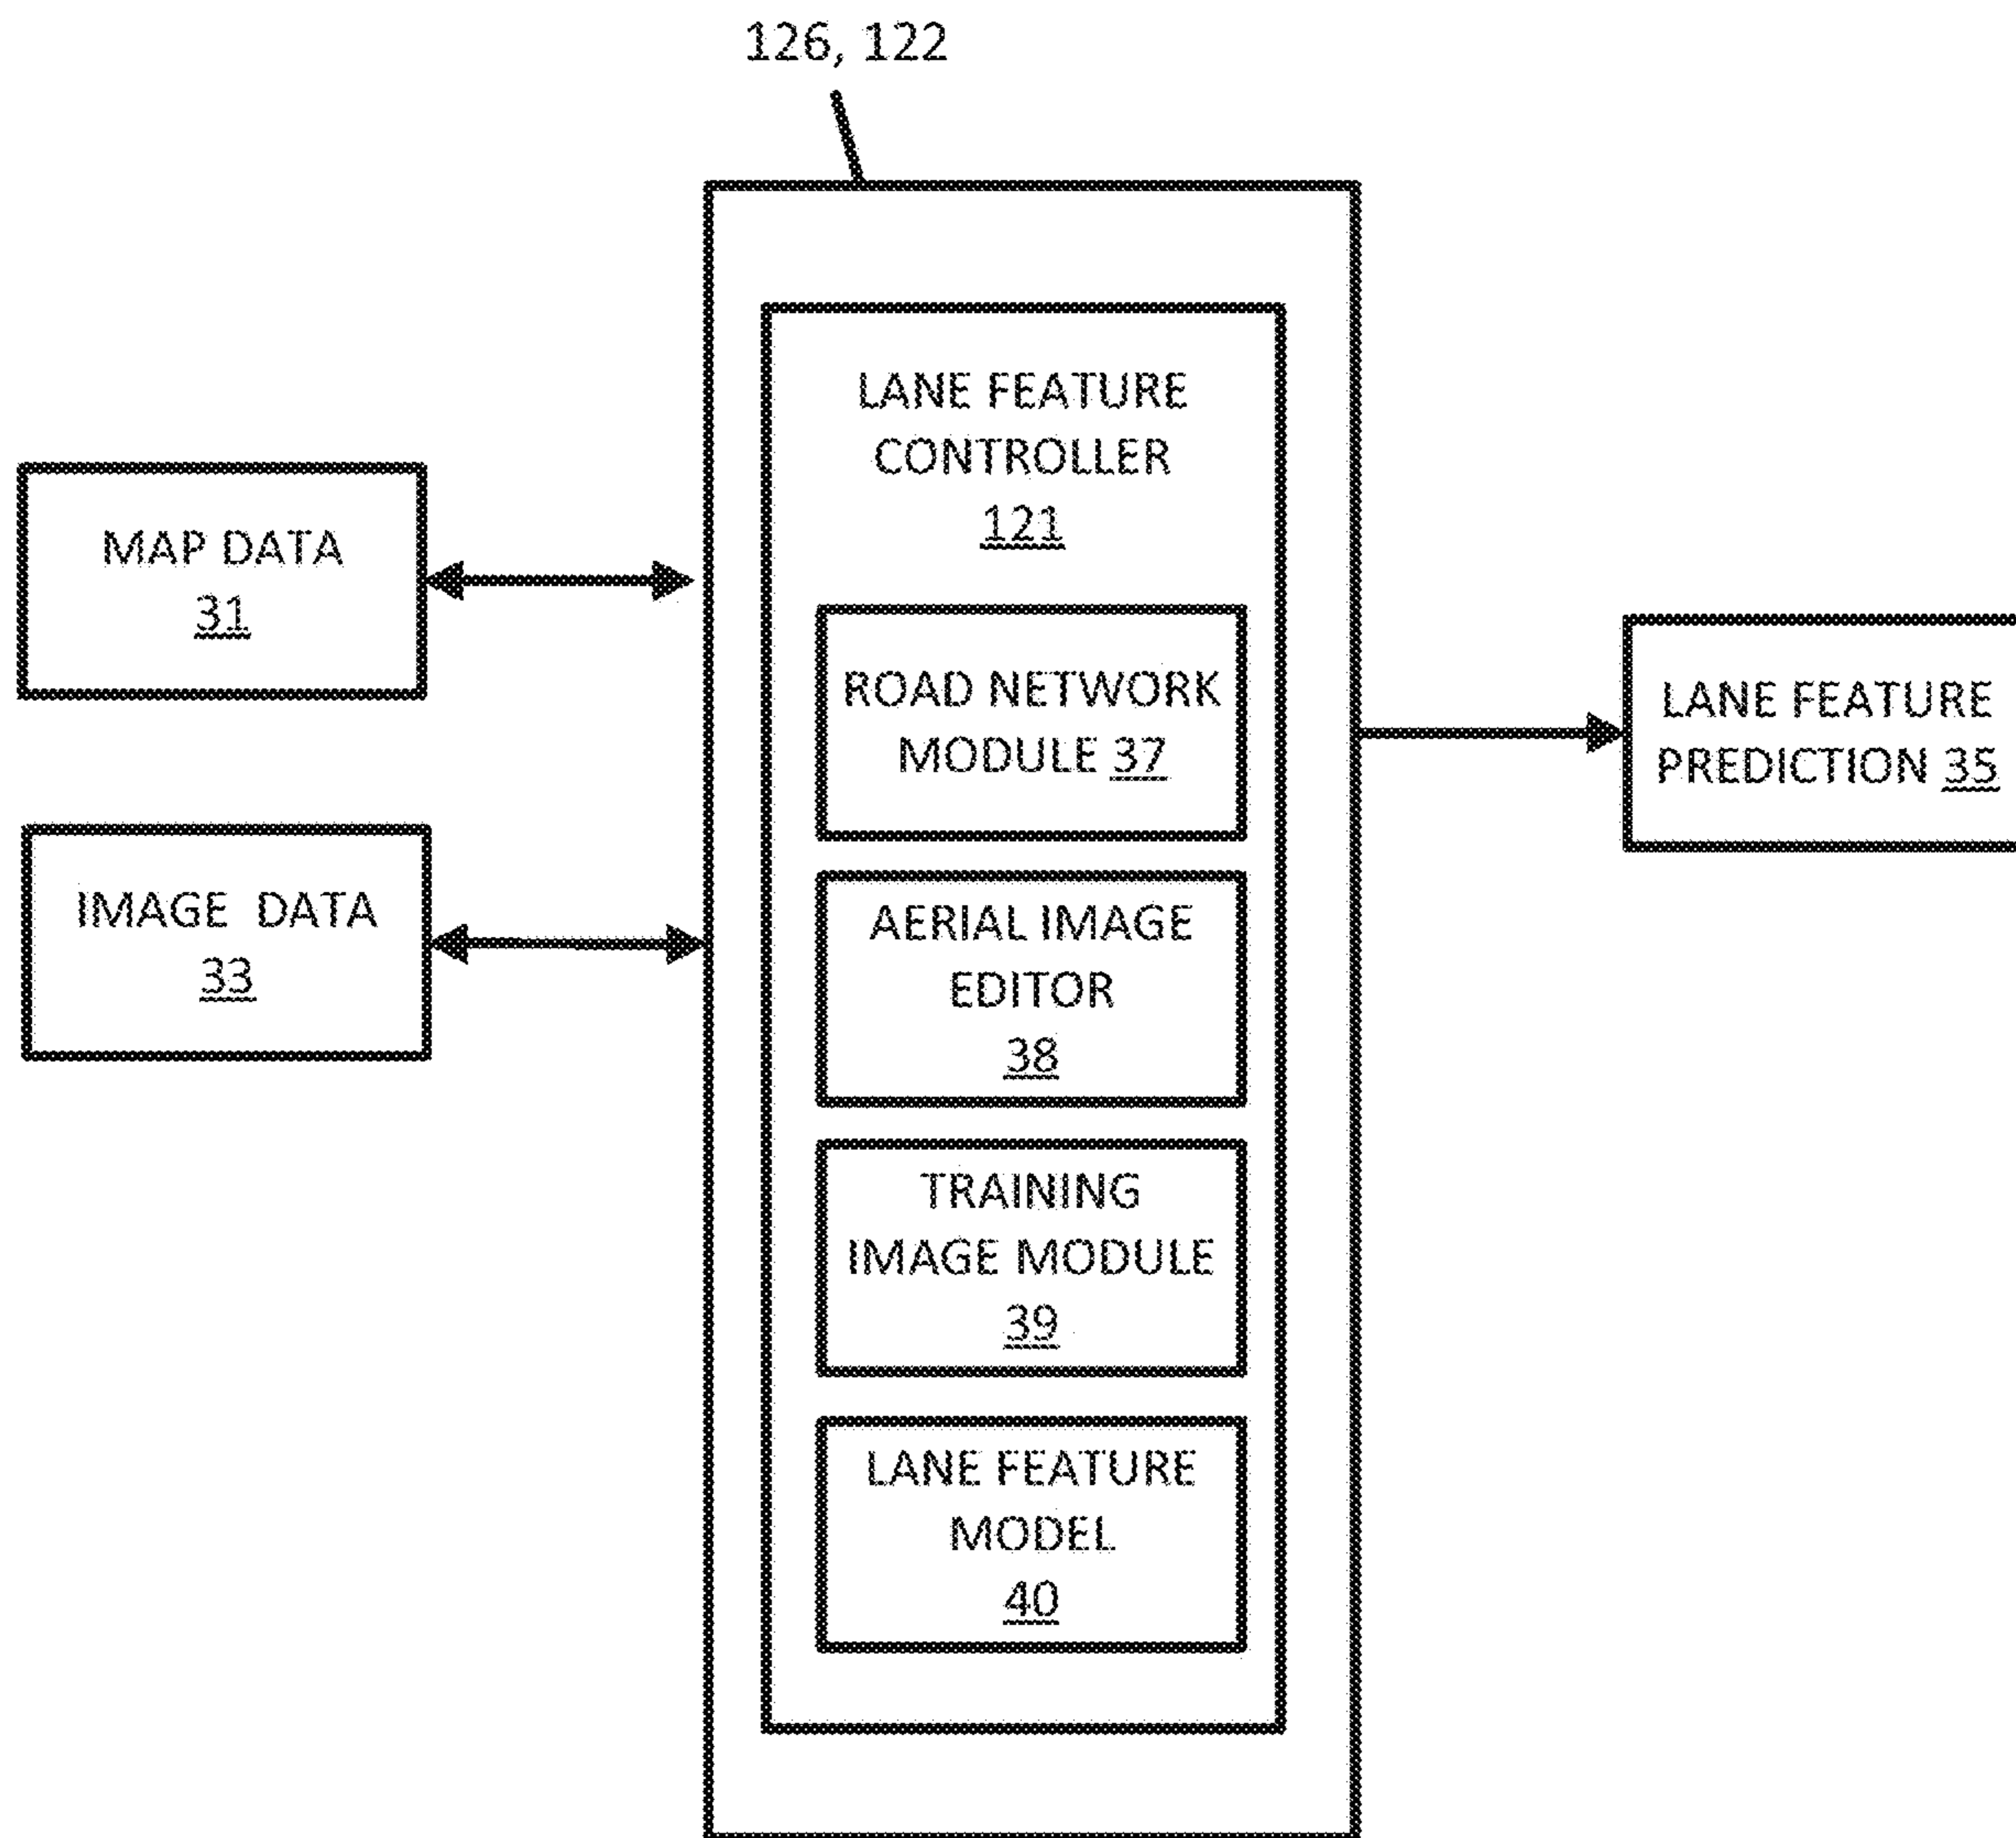 126, 122
LANE FEATURE
CONTROLLER
121
MAP DATA
31
ROAD NETWORK
MODULE 37
LANE FEATURE
PREDICTION 35
IMAGE DATA
33
AERIAL IMAGE
EDITOR
38
TRAINING
IMAGE MODULE
39
LANE FEATURE
MODEL
40